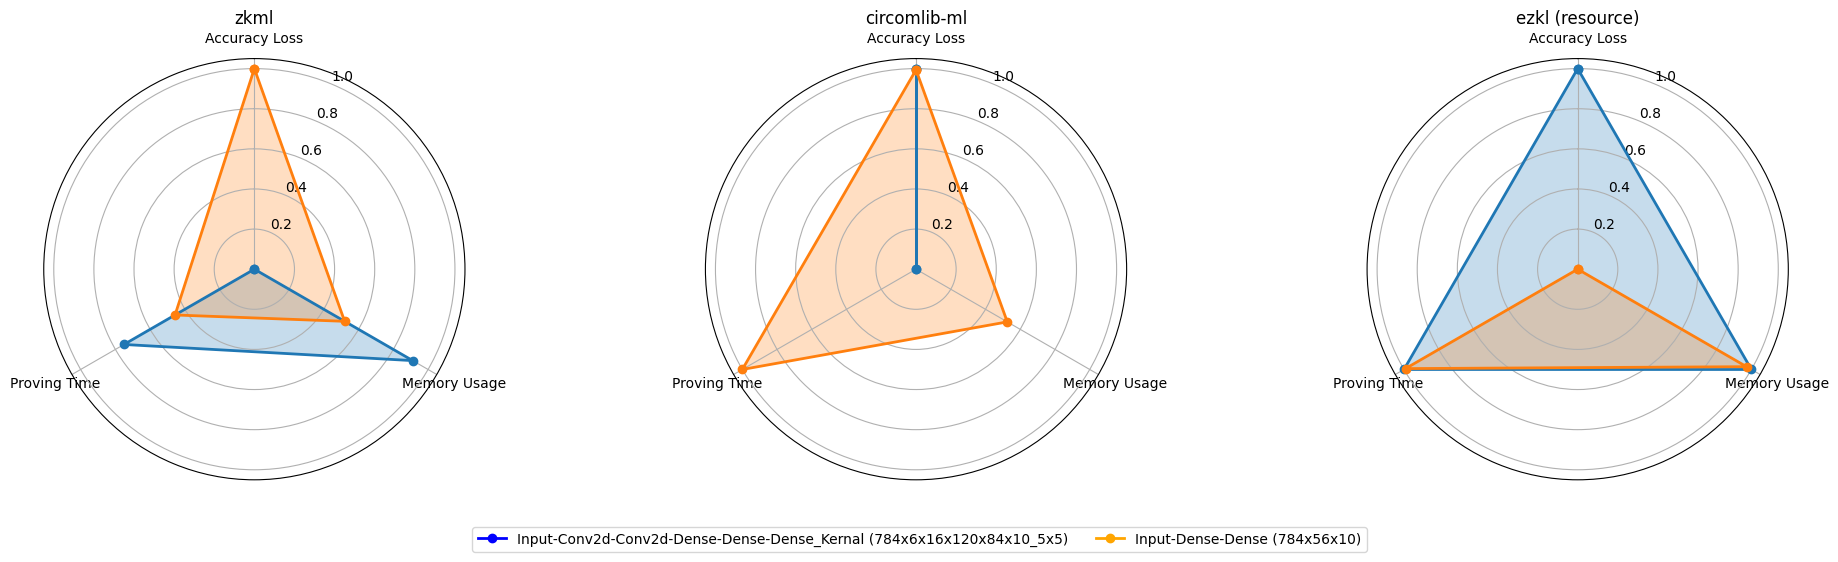 zkml
Accuracy Loss
1.0
0.8
0.6
0.4
0.2
Proving Time
Memory Usage
circomlib-ml
Accuracy Loss
1.0
0.8
0.6
0.4
0.2
Proving Time
Memory Usage
ezkl (resource)
Accuracy Loss
1.0
0.8
0.6
0.4
0.2
Proving Time
Memory Usage
Input-Conv2d-Conv2d-Dense-Dense-Dense_Kernal (784x6x16x120x84x10_5x5)
Input-Dense-Dense (784x56x10)